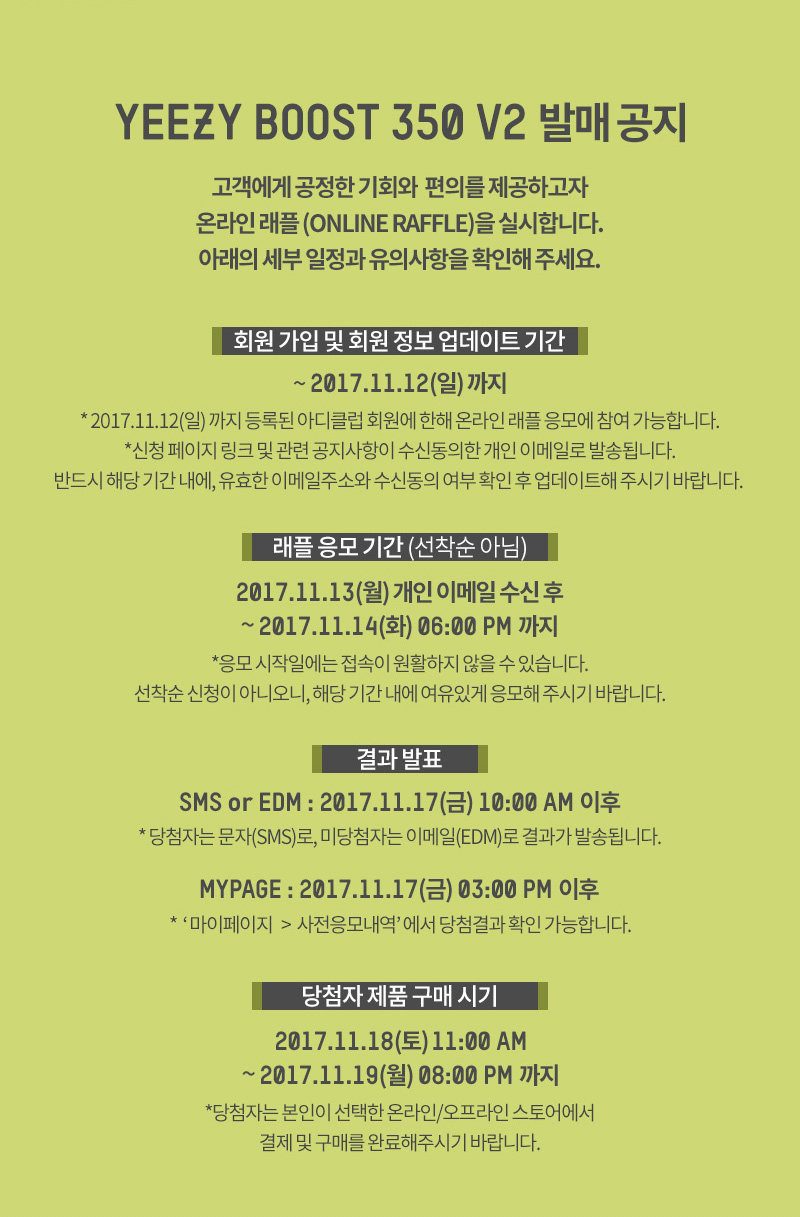 YEEZY BOOST 350 V2 발매 공지
고객에게 공정한 기회와 편의를 제공하고자
온라인 래플 (ONLINE RAFFLE)을 실시합니다.
아래의 세부 일정과 유의사항을 확인해 주세요.
회원 가입 및 회원 정보 업데이트 기간
~ 2017.11.12(일) 까지
* 2017.11.12(일) 까지 등록된 아디클럽 회원에 한해 온라인 래플 응모에 참여 가능합니다.
*신청 페이지 링크 및 관련 공지사항이 수신동의한 개인 이메일로 발송됩니다.
반드시 해당 기간 내에, 유효한 이메일주소와 수신동의 여부 확인 후 업데이트해 주시기 바랍니다.
래플 응모 기간 (선착순 아님)
2017.11.13(월) 개인 이메일 수신 후
~ 2017.11.14(화) 06:00 PM 까지
*응모 시작일에는 접속이 원활하지 않을 수 있습니다.
선착순 신청이 아니오니, 해당 기간 내에 여유있게 응모해 주시기 바랍니다.
결과 발표
SMS or EDM : 2017.11.17(금) 10:00 AM 이후
* 당첨자는 문자(SMS)로, 미당첨자는 이메일(EDM)로 결과가 발송됩니다.
MYPAGE : 2017.11.17(금) 03:00 PM 이후
* ‘마이페이지 > 사전응모내역’에서 당첨결과 확인 가능합니다.
당첨자 제품 구매 시기
2017.11.18(토) 11:00 AM
~ 2017.11.19(월) 08:00 PM 까지
*당첨자는 본인이 선택한 온라인/오프라인 스토어에서
결제 및 구매를 완료해주시기 바랍니다.